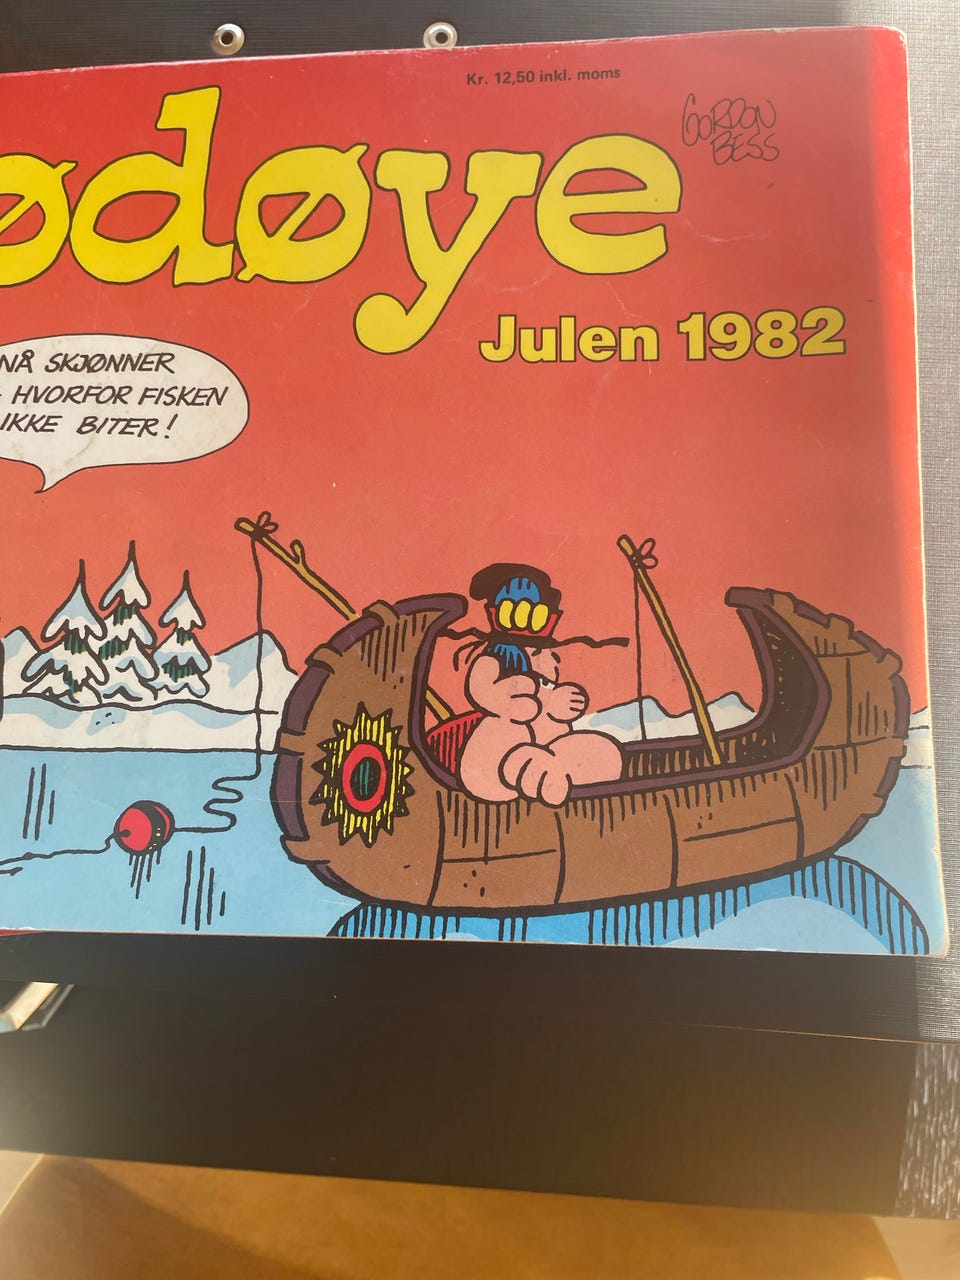 Kr. 12,50 inkl. moms
GORDON
BESS
ødøye
Julen 1982
NÅ SKJØNNER
HVORFOR FISKEN
IKKE BITER!